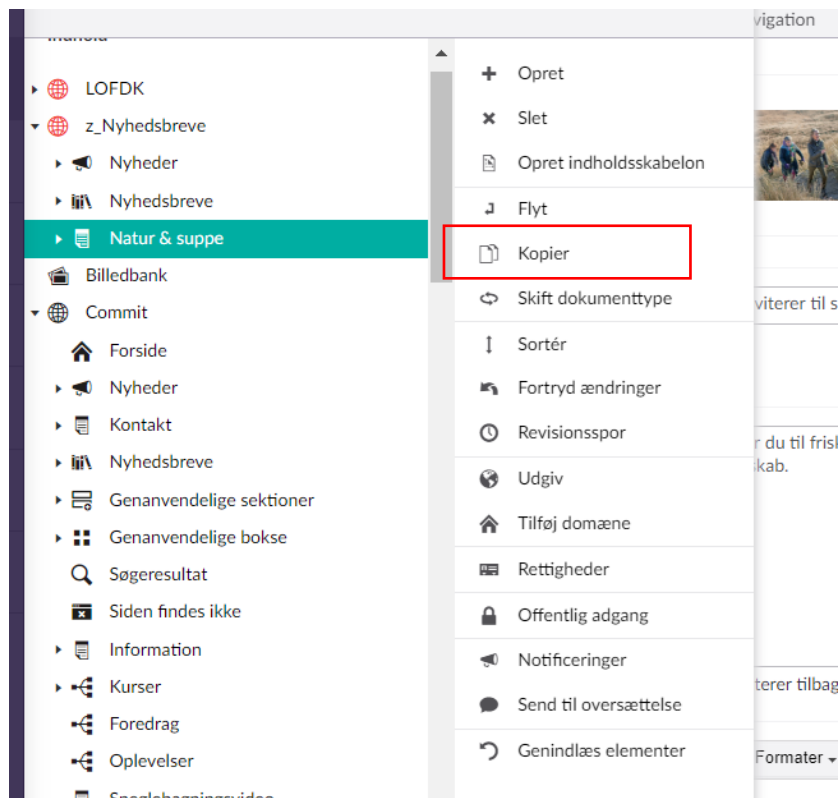 vigation
LOFDK
z_Nyhedsbreve
Nyheder
Nyhedsbreve
Natur & suppe
Billedbank
Commit
Forside
Nyheder
Kontakt
Nyhedsbreve
Genanvendelige sektioner
Genanvendelige bokse
Søgeresultat
Siden findes ikke
Information
Kurser
Foredrag
Oplevelser
Opret
Slet
Opret indholdsskabelon
Flyt
Kopier
Skift dokumenttype
Sortér
Fortryd ændringer
Revisionsspor
Udgiv
Tilføj domæne
Rettigheder
Offentlig adgang
Notificeringer
Send til oversættelse
Genindlæs elementer
viterer til s
r du til frisk
kab.
terer tilbag
Formater